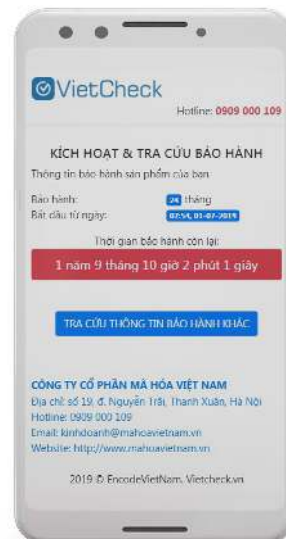 VietCheck
Hotline: 0909 000 109
KÍCH HOẠT & TRA CỨU BẢO HÀNH
Thông tin bảo hành sản phẩm của bạn
Bảo hành: 24 tháng
Bắt đầu từ ngày: 07:54, 01-07-2019
Thời gian bảo hành còn lại:
1 năm 9 tháng 10 giờ 2 phút 1 giây
TRA CỨU THÔNG TIN BẢO HÀNH KHÁC
CÔNG TY CỔ PHẦN MÃ HÓA VIỆT NAM
Địa chỉ: số 19, đ. Nguyễn Trãi, Thanh Xuân, Hà Nội
Hotline: 0909 000 109
Email: kinhdoanh@mahoavietnam.vn
Website: http://www.mahoavietnam.vn
2019 © EncodeVietNam. Vietcheck.vn